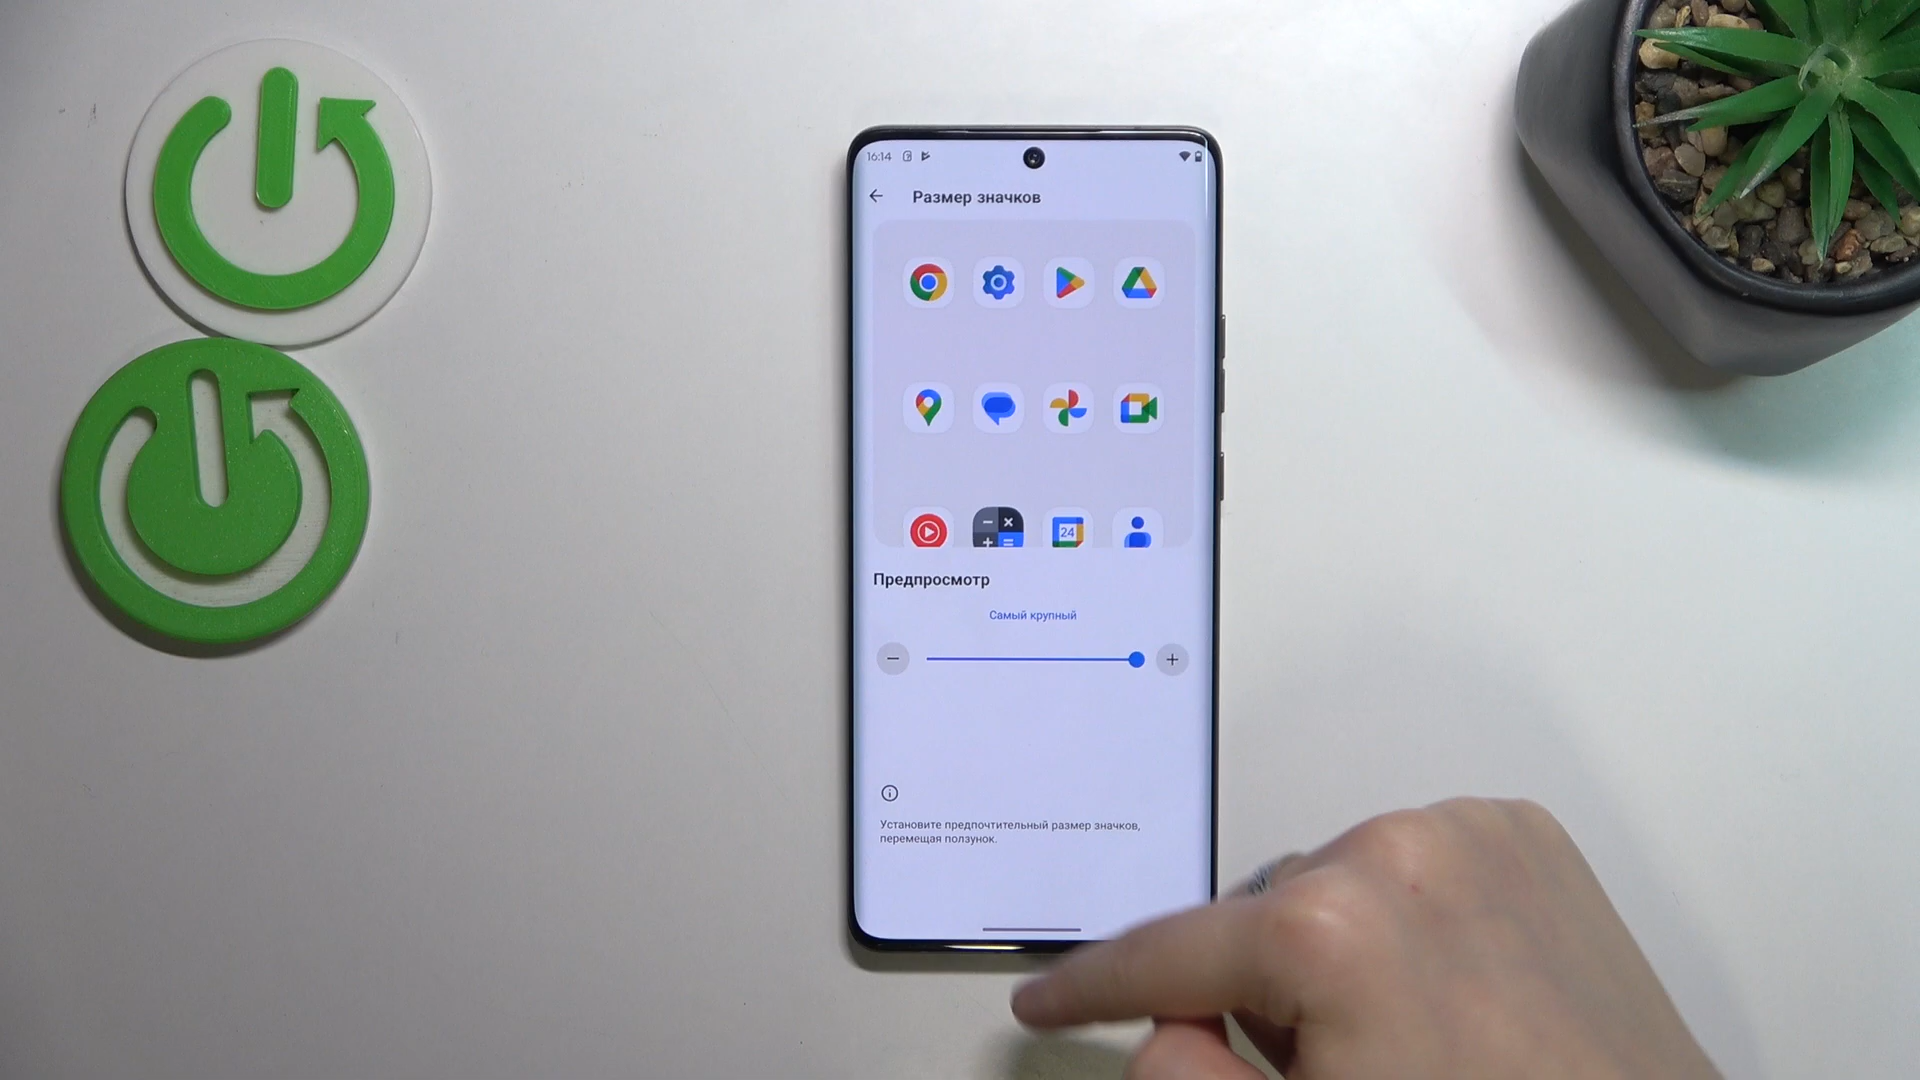 16:14
Размер значков
24
Предпросмотр
Самый крупный
Установите предпочтительный размер значков,
перемещая ползунок.